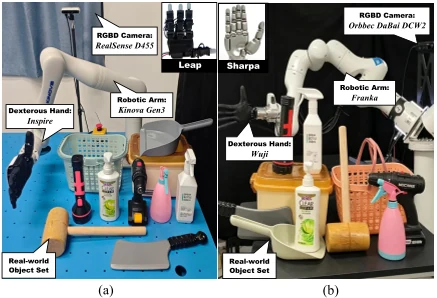 RGBD Camera:
RealSense D455
Leap
Robotic Arm:
Kinova Gen3
Dexterous Hand:
Inspire
Real-world
Object Set
(a)
RGBD Camera:
Orbbec DaBai DCW2
Sharpa
Robotic Arm:
Franka
Dexterous Hand:
Wuji
Real-world
Object Set
(b)